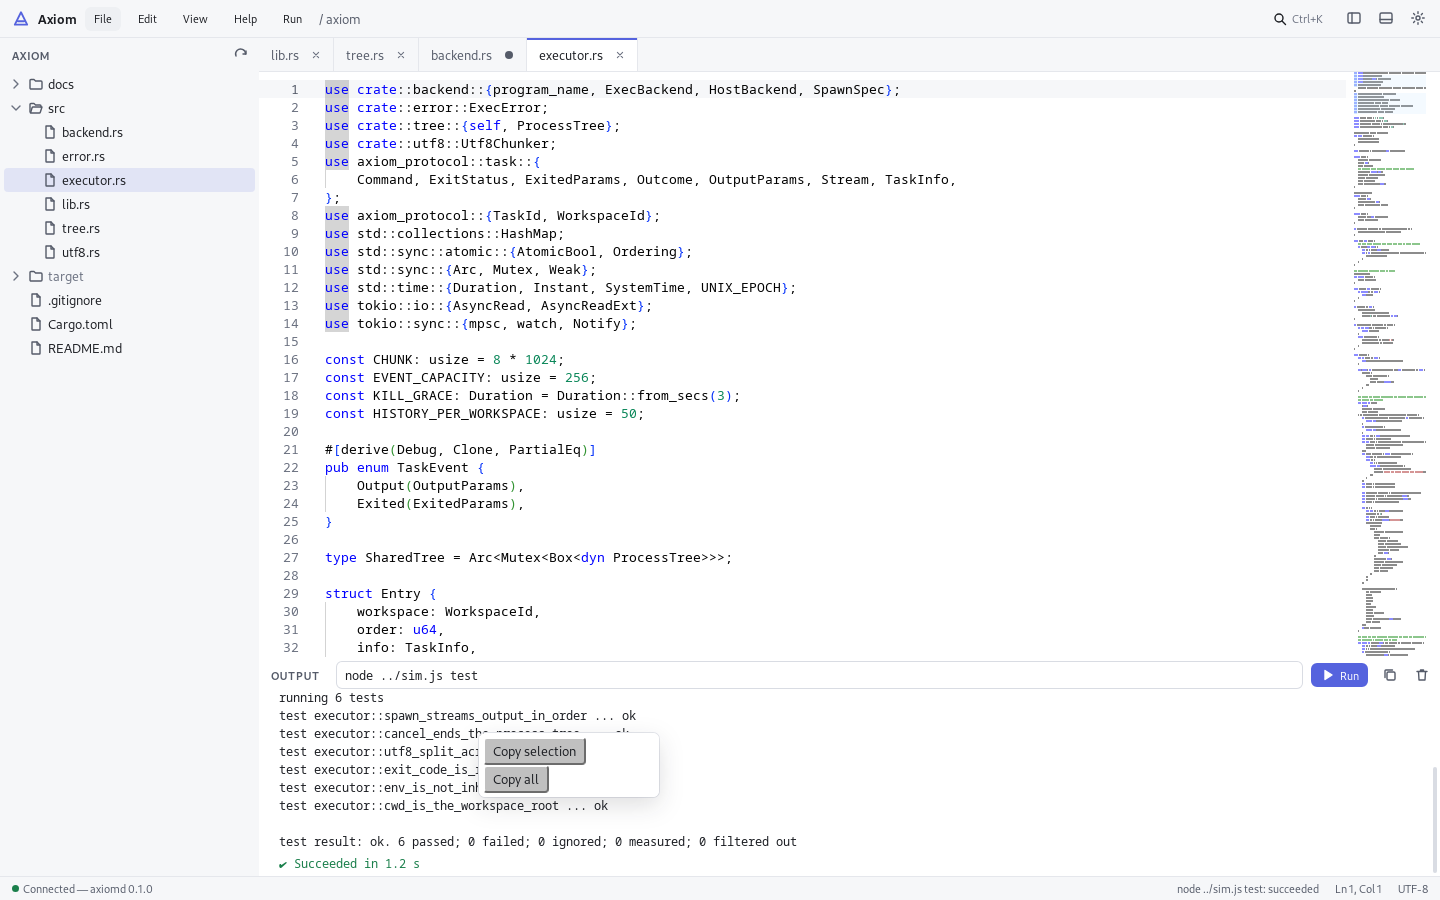 Axiom File Edit View Help Run / axiom Ctrl+K
AXIOM
docs
src
backend.rs
error.rs
executor.rs
lib.rs
tree.rs
utf8.rs
target
.gitignore
Cargo.toml
README.md
lib.rs tree.rs backend.rs executor.rs
1 use crate::backend::{program_name, ExecBackend, HostBackend, SpawnSpec};
2 use crate::error::ExecError;
3 use crate::tree::{self, ProcessTree};
4 use crate::utf8::Utf8Chunker;
5 use axiom_protocol::task::{
6 Command, ExitStatus, ExitedParams, Outcome, OutputParams, Stream, TaskInfo,
7 };
8 use axiom_protocol::{TaskId, WorkspaceId};
9 use std::collections::HashMap;
10 use std::sync::atomic::{AtomicBool, Ordering};
11 use std::sync::{Arc, Mutex, Weak};
12 use std::time::{Duration, Instant, SystemTime, UNIX_EPOCH};
13 use tokio::io::{AsyncRead, AsyncReadExt};
14 use tokio::sync::{mpsc, watch, Notify};
15
16 const CHUNK: usize = 8 * 1024;
17 const EVENT_CAPACITY: usize = 256;
18 const KILL_GRACE: Duration = Duration::from_secs(3);
19 const HISTORY_PER_WORKSPACE: usize = 50;
20
21 #[derive(Debug, Clone, PartialEq)]
22 pub enum TaskEvent {
23 Output(OutputParams),
24 Exited(ExitedParams),
25 }
26
27 type SharedTree = Arc<Mutex<Box<dyn ProcessTree>>>;
28
29 struct Entry {
30 workspace: WorkspaceId,
31 order: u64,
32 info: TaskInfo,
OUTPUT node ../sim.js test Run
running 6 tests
test executor::spawn_streams_output_in_order ... ok
test executor::cancel_ends_the_process_tree ... ok
test executor::utf8_split_ac
test executor::exit_code_is_
test executor::env_is_not_in
test executor::cwd_is_the_workspace_root ... ok
Copy selection
Copy all
test result: ok. 6 passed; 0 failed; 0 ignored; 0 measured; 0 filtered out
✔ Succeeded in 1.2 s
Connected — axiomd 0.1.0 node ../sim.js test: succeeded Ln 1, Col 1 UTF-8